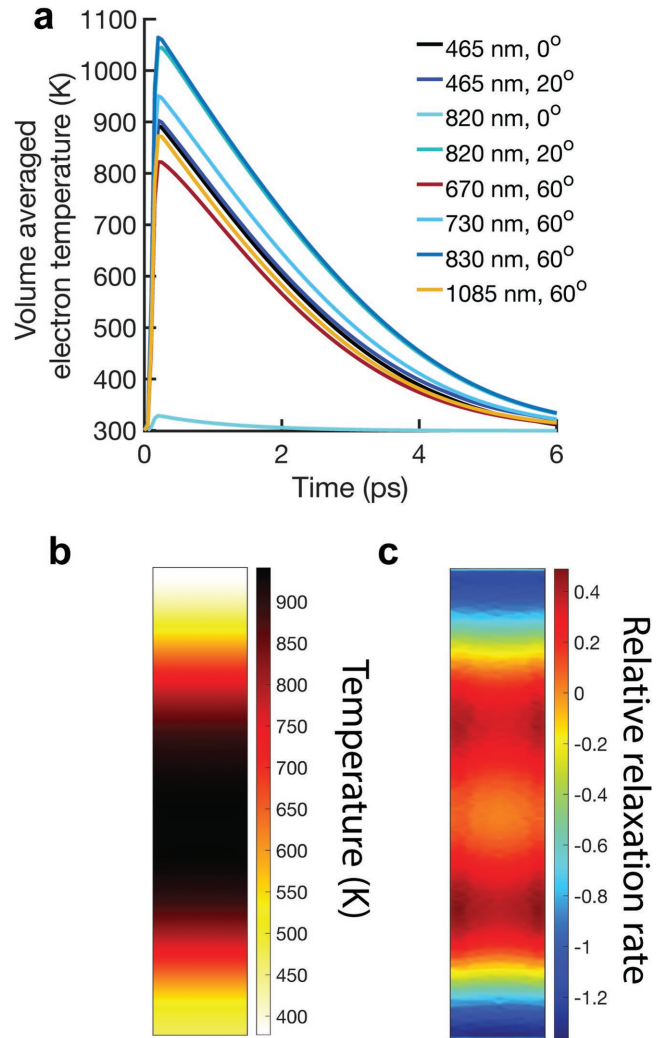 a
1100
1000
900
800
700
600
500
400
300
Volume averaged
electron temperature (K)
0
2
4
6
Time (ps)
465 nm, 0°
465 nm, 20°
820 nm, 0°
820 nm, 20°
670 nm, 60°
730 nm, 60°
830 nm, 60°
1085 nm, 60°
b
900
850
800
750
700
650
600
550
500
450
400
Temperature (K)
c
0.4
0.2
0
-0.2
-0.4
-0.6
-0.8
-1
-1.2
Relative relaxation rate